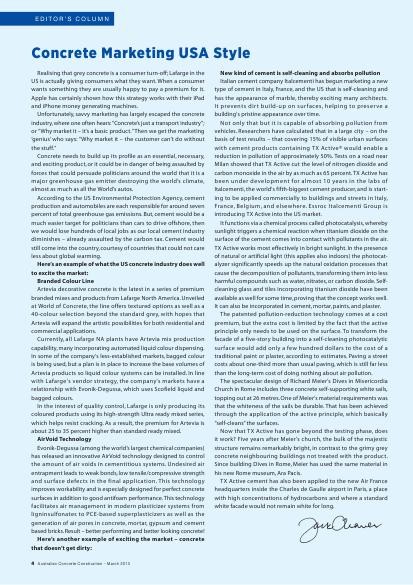 EDITOR'S COLUMN
Concrete Marketing USA Style
Realising that grey concrete is a consumer turn-off; Lafarge in the
US is actually giving consumers what they want. When a consumer
wants something they are usually happy to pay a premium for it.
Apple has certainly shown how this strategy works with their iPad
and iPhone money generating machines.
Unfortunately, savvy marketing has largely escaped the concrete
industry, where one often hears: "Concrete's just a transport industry";
or "Why market it – it's a basic product." Then we get the marketing
'genius' who says: "Why market it – the customer can't do without
the stuff."
Concrete needs to build up its profile as an essential, necessary,
and exciting product, or it could be in danger of being assaulted by
forces that could persuade politicians around the world that it is a
major greenhouse gas emitter destroying the world's climate,
almost as much as all the World's autos.
According to the US Environmental Protection Agency, cement
production and automobiles are each responsible for around seven
percent of total greenhouse gas emissions. But, cement would be a
much easier target for politicians than cars to drive offshore, then
we would lose hundreds of local jobs as our local cement industry
diminishes – already assaulted by the carbon tax. Cement would
still come into the country, courtesy of countries that could not care
less about global warming.
Here's an example of what the US concrete industry does well
to excite the market:
Branded Colour Line
Artevia decorative concrete is the latest in a series of premium
branded mixes and products from Lafarge North America. Unveiled
at World of Concrete, the line offers textured options as well as a
40-colour selection beyond the standard grey, with hopes that
Artevia will expand the artistic possibilities for both residential and
commercial applications.
Currently, all Lafarge NA plants have Artevia mix production
capability, many incorporating automated liquid colour dispensing.
In some of the company's less-established markets, bagged colour
is being used, but a plan is in place to increase the base volumes of
Artevia products so liquid colour systems can be installed. In line
with Lafarge's vendor strategy, the company's markets have a
relationship with Evonik-Degussa, which uses Scofield liquid and
bagged colours.
In the interest of quality control, Lafarge is only producing its
coloured products using its high-strength Ultra ready mixed series,
which helps resist cracking. As a result, the premium for Artevia is
about 25 to 35 percent higher than standard ready mixed.
AirVoid Technology
Evonik-Degussa (among the world's largest chemical companies)
has released an innovative AirVoid technology designed to control
the amount of air voids in cementitious systems. Undesired air
entrainment leads to weak bonds, low tensile/compressive strength
and surface defects in the final application. This technology
improves workability and is especially designed for perfect concrete
surfaces in addition to good antifoam performance. This technology
facilitates air management in modern plasticizer systems from
ligninsulfonates to PCE-based superplasticizers as well as the
generation of air pores in concrete, mortar, gypsum and cement
based bricks. Result – better performing and better looking concrete!
Here's another example of exciting the market – concrete
that doesn't get dirty:
New kind of cement is self-cleaning and absorbs pollution
Italian cement company Italcementi has begun marketing a new
type of cement in Italy, France, and the US that is self-cleaning and
has the appearance of marble, thereby exciting many architects.
It prevents dirt build-up on surfaces, helping to preserve a
building's pristine appearance over time.
Not only that but it is capable of absorbing pollution from
vehicles. Researchers have calculated that in a large city – on the
basis of test results – that covering 15% of visible urban surfaces
with cement products containing TX Active® would enable a
reduction in pollution of approximately 50%. Tests on a road near
Milan showed that TX Active cut the level of nitrogen dioxide and
carbon monoxide in the air by as much as 65 percent. TX Active has
been under development for almost 10 years in the labs of
Italcementi, the world's fifth-biggest cement producer, and is start-
ing to be applied commercially to buildings and streets in Italy,
France, Belgium, and elsewhere. Essroc Italcementi Group is
introducing TX Active into the US market.
It functions via a chemical process called photocatalysis, whereby
sunlight triggers a chemical reaction when titanium dioxide on the
surface of the cement comes into contact with pollutants in the air.
TX Active works most effectively in bright sunlight. In the presence
of natural or artificial light (this applies also indoors) the photocat-
alyzer significantly speeds up the natural oxidation processes that
cause the decomposition of pollutants, transforming them into less
harmful compounds such as water, nitrates, or carbon dioxide. Self-
cleaning glass and tiles incorporating titanium dioxide have been
available as well for some time, proving that the concept works well.
It can also be incorporated in cement, mortar, paints, and plaster.
The patented pollution-reduction technology comes at a cost
premium, but the extra cost is limited by the fact that the active
principle only needs to be used on the surface. To transform the
façade of a five-story building into a self-cleaning photocatalytic
surface would add only a few hundred dollars to the cost of a
traditional paint or plaster, according to estimates. Paving a street
costs about one-third more than usual paving, which is still far less
than the long-term cost of doing nothing about air pollution.
The spectacular design of Richard Meier's Dives in Misericordia
Church in Rome includes three concrete self-supporting white sails,
topping out at 26 metres. One of Meier's material requirements was
that the whiteness of the sails be durable. That has been achieved
through the application of the active principle, which basically
"self-cleans" the surfaces.
Now that TX Active has gone beyond the testing phase, does
it work? Five years after Meier's church, the bulk of the majestic
structure remains remarkably bright, in contrast to the grimy grey
concrete neighbouring buildings not treated with the product.
Since building Dives in Rome, Meier has used the same material in
his new Rome museum, Ara Pacis.
TX Active cement has also been applied to the new Air France
headquarters inside the Charles de Gaulle airport in Paris, a place
with high concentrations of hydrocarbons and where a standard
white facade would not remain white for long.
4 Australian Concrete Construction – March 2013